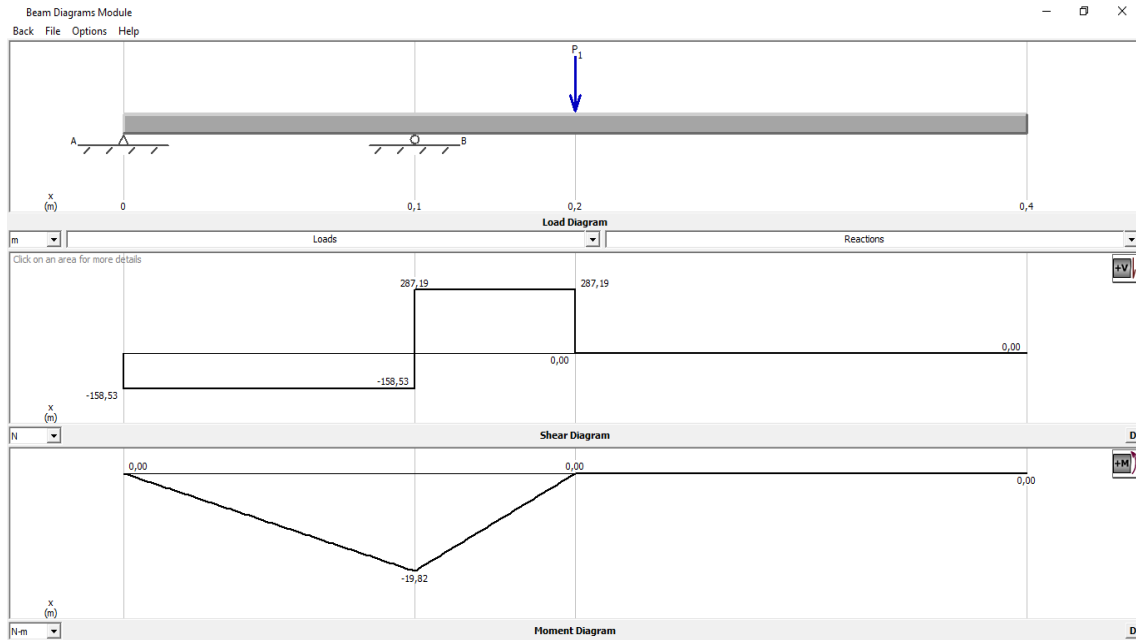 Beam Diagrams Module
Back File Options Help
P1
A
B
x
(m)
0
0,1
0,2
0,4
Load Diagram
m
Loads
Reactions
Click on an area for more details
+V
287,19
287,19
0,00
0,00
-158,53
-158,53
x
(m)
N
Shear Diagram
D
+M
0,00
0,00
0,00
-19,82
x
(m)
N-m
Moment Diagram
D